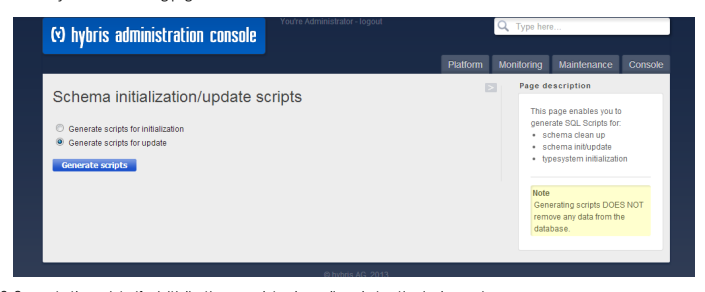 You're Administrator - logout
Type here...
(y) hybris administration console
Platform Monitoring Maintenance Console
Schema initialization/update scripts
Generate scripts for initialization
Generate scripts for update
Generate scripts
Page description
This page enables you to
generate SQL Scripts for:
• schema clean up
• schema init/update
• typesystem initialization
Note
Generating scripts DOES NOT
remove any data from the
database.
© hybris AG, 2013